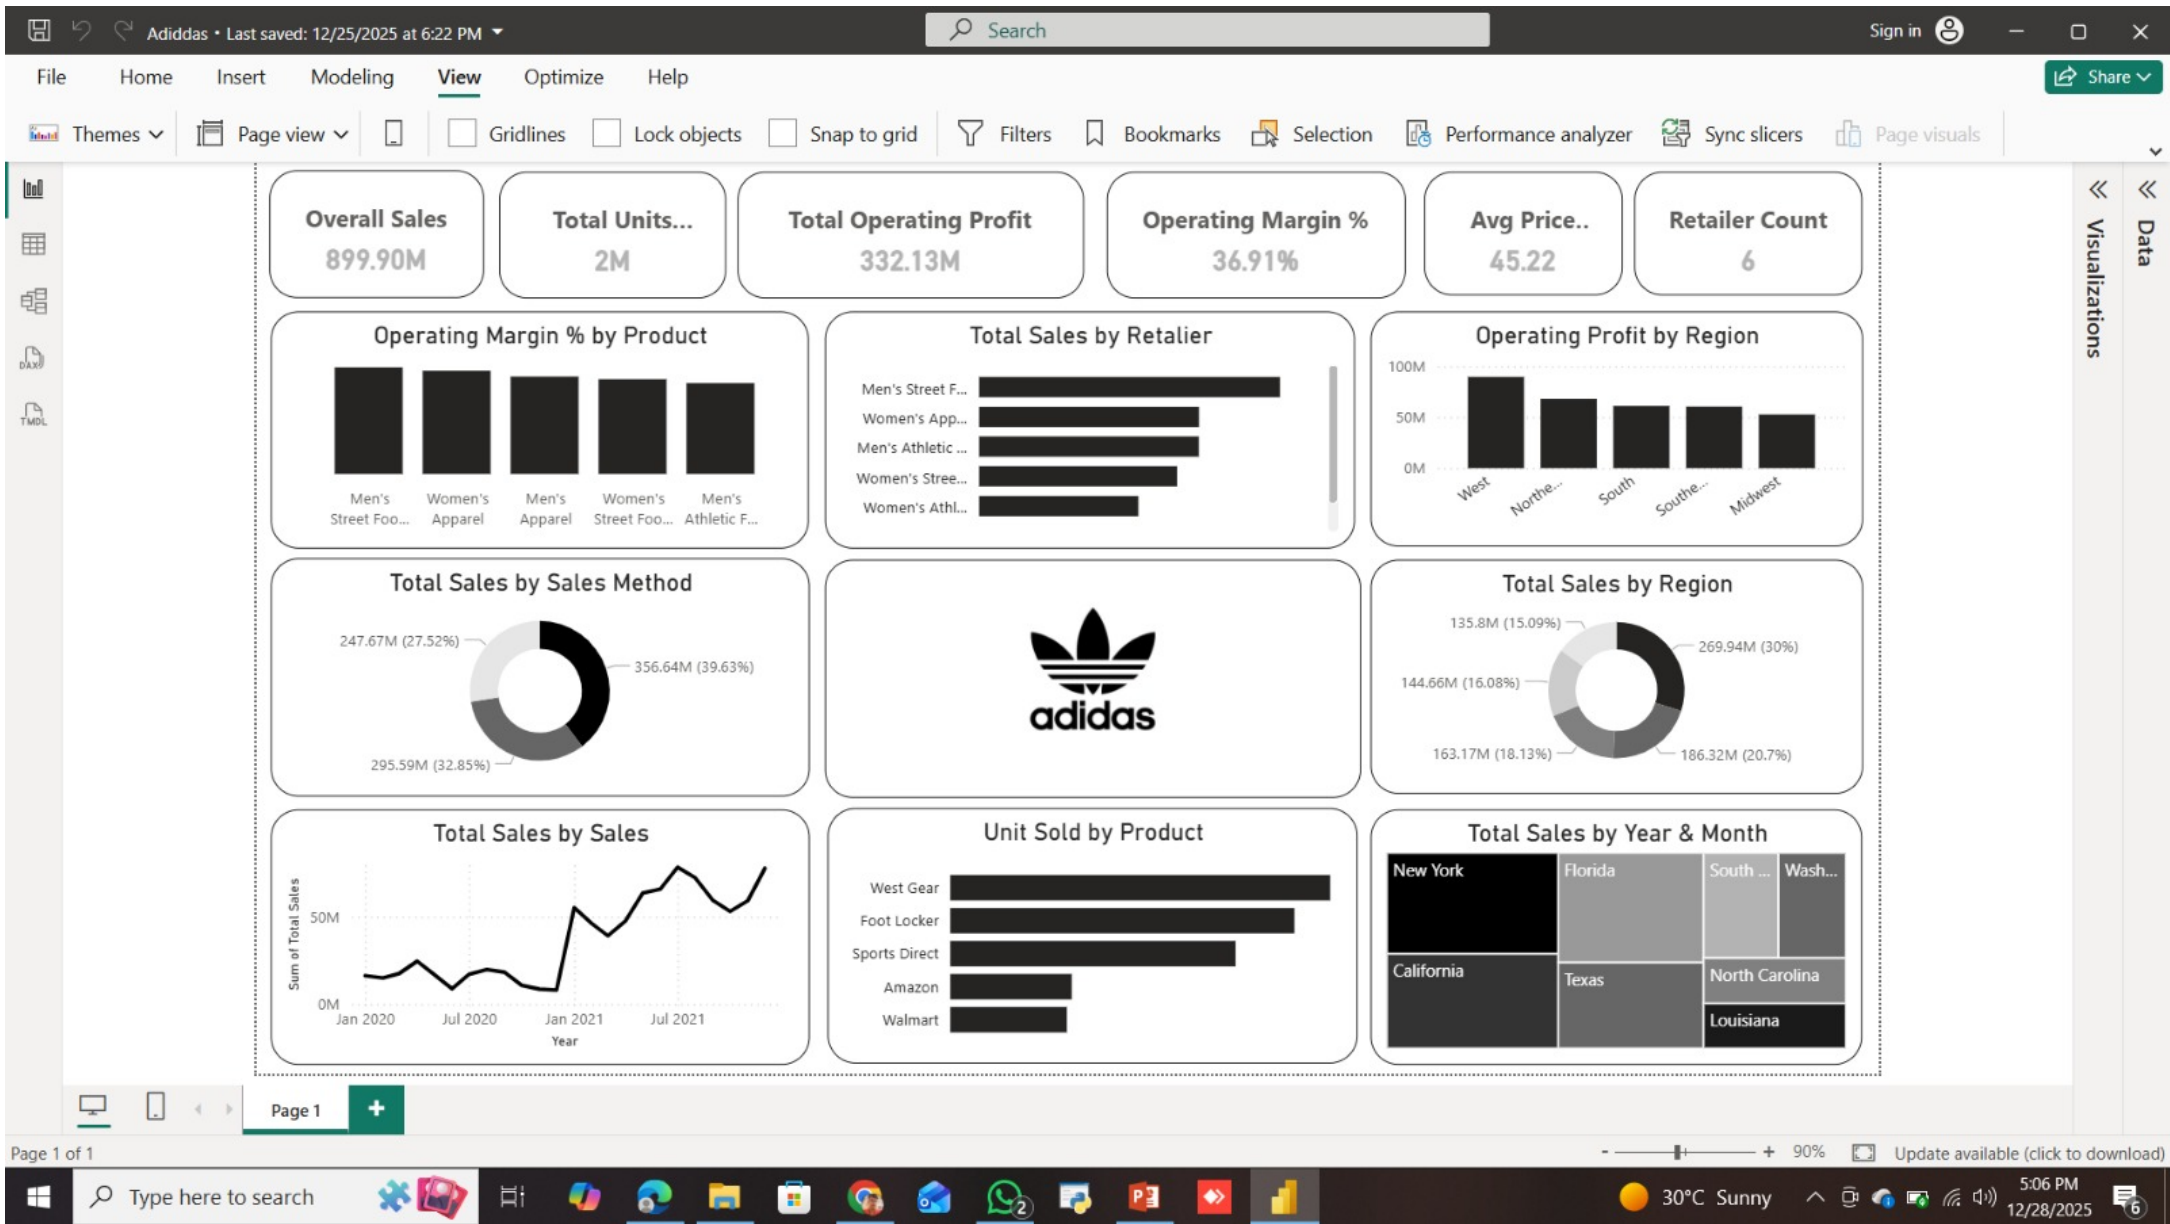 Adiddas • Last saved: 12/25/2025 at 6:22 PM
Search
Sign in
File Home Insert Modeling View Optimize Help
Share
Themes Page view Gridlines Lock objects Snap to grid Filters Bookmarks Selection Performance analyzer Sync slicers Page visuals
DAX
TMDL
Visualizations
Data
Overall Sales
899.90M
Total Units...
2M
Total Operating Profit
332.13M
Operating Margin %
36.91%
Avg Price..
45.22
Retailer Count
6
Operating Margin % by Product
Men's
Street Foo...
Women's
Apparel
Men's
Apparel
Women's
Street Foo...
Men's
Athletic F...
Total Sales by Retalier
Men's Street F...
Women's App...
Men's Athletic ...
Women's Stree...
Women's Athl...
Operating Profit by Region
100M
50M
0M
West
Northe...
South
Southe...
Midwest
Total Sales by Sales Method
247.67M (27.52%)
356.64M (39.63%)
295.59M (32.85%)
adidas
Total Sales by Region
135.8M (15.09%)
269.94M (30%)
144.66M (16.08%)
163.17M (18.13%)
186.32M (20.7%)
Total Sales by Sales
Sum of Total Sales
50M
0M
Jan 2020 Jul 2020 Jan 2021 Jul 2021
Year
Unit Sold by Product
West Gear
Foot Locker
Sports Direct
Amazon
Walmart
Total Sales by Year & Month
New York
Florida
South ...
Wash...
California
Texas
North Carolina
Louisiana
Page 1
+
Page 1 of 1
- + 90%
Update available (click to download)
Type here to search
2
30°C Sunny
5:06 PM
12/28/2025
6